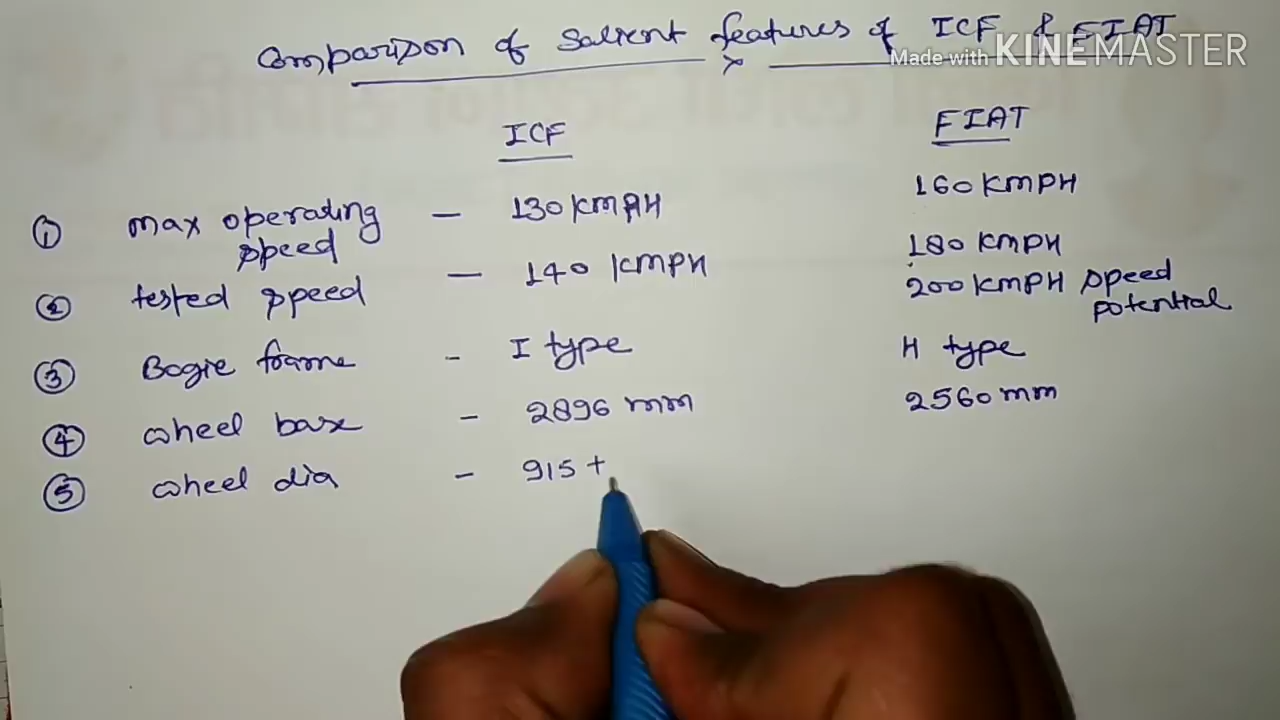 Comparison of Salient features of ICF & FIAT
Made with KINEMASTER
ICF FIAT
① max operating speed - 130 KMPH 160 KMPH
② tested speed - 140 KMPH 180 KMPH
200 KMPH speed potential
③ Bogie frame - I type H type
④ wheel base - 2896 mm 2560 mm
⑤ wheel dia - 915 +